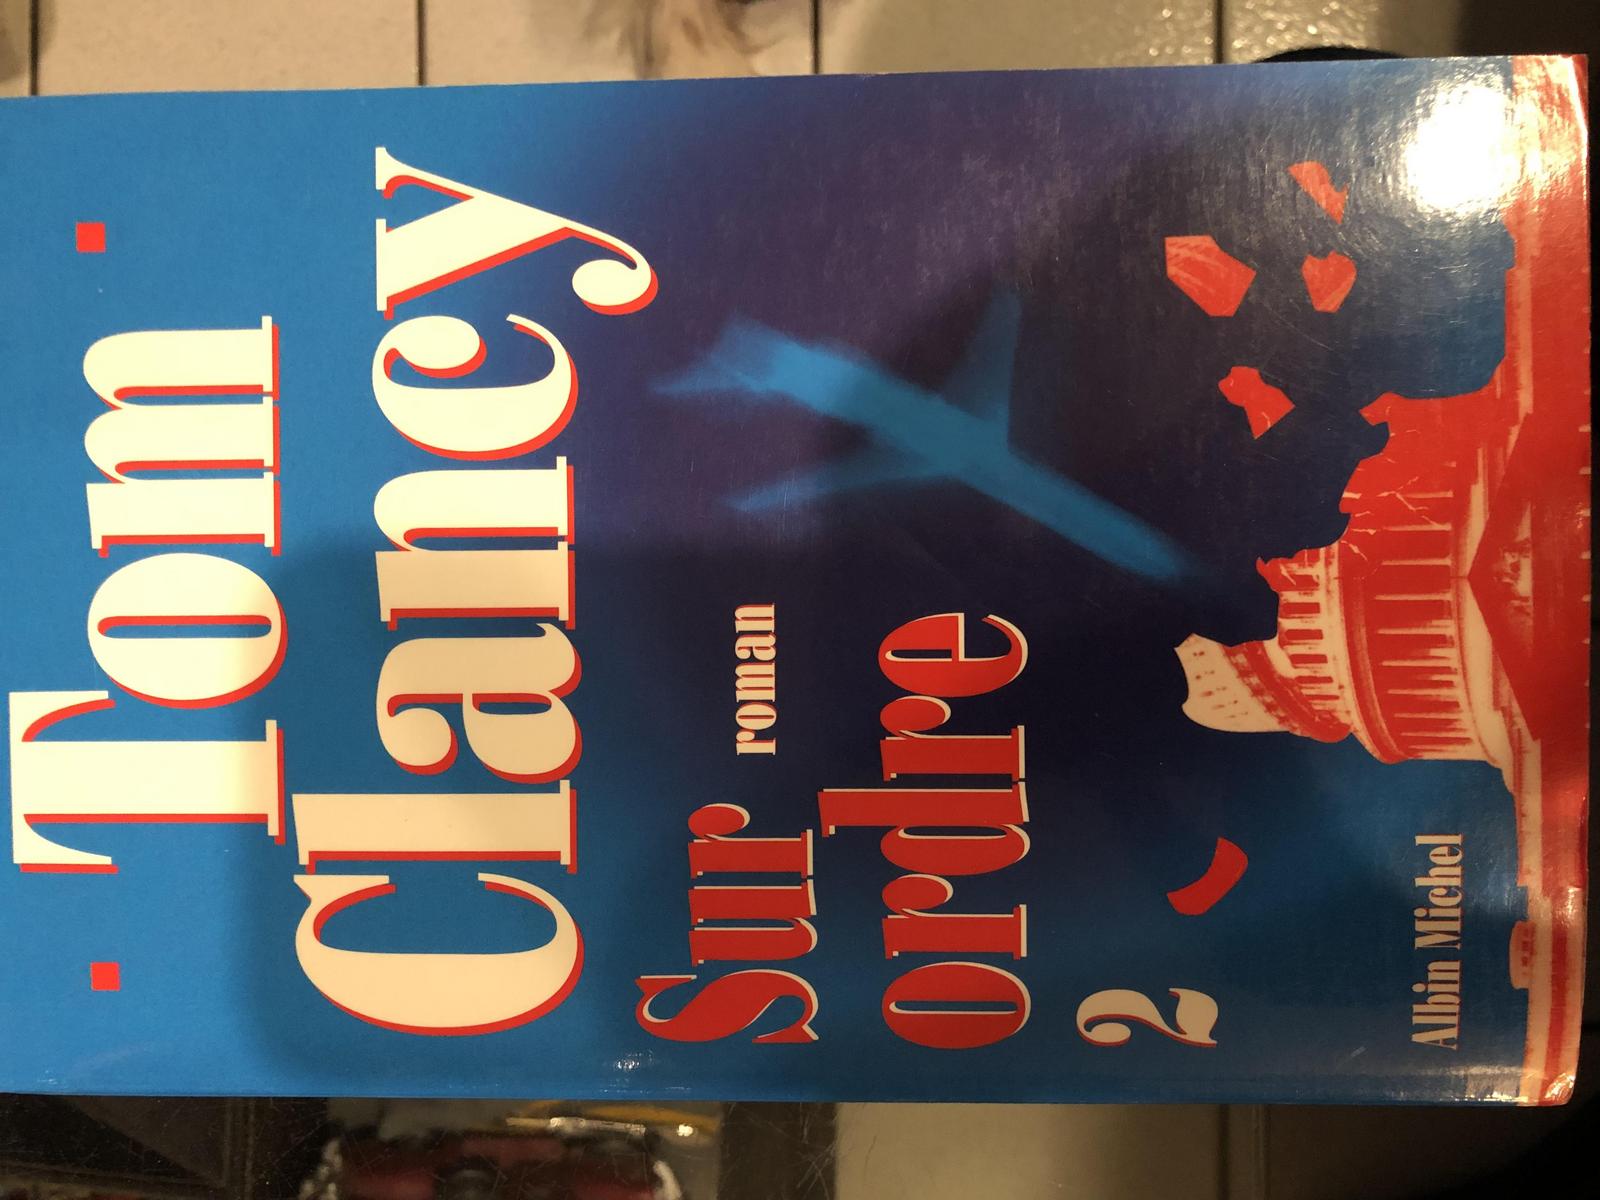 Tom
Clancy
roman
Sur
ordre
2
Albin Michel